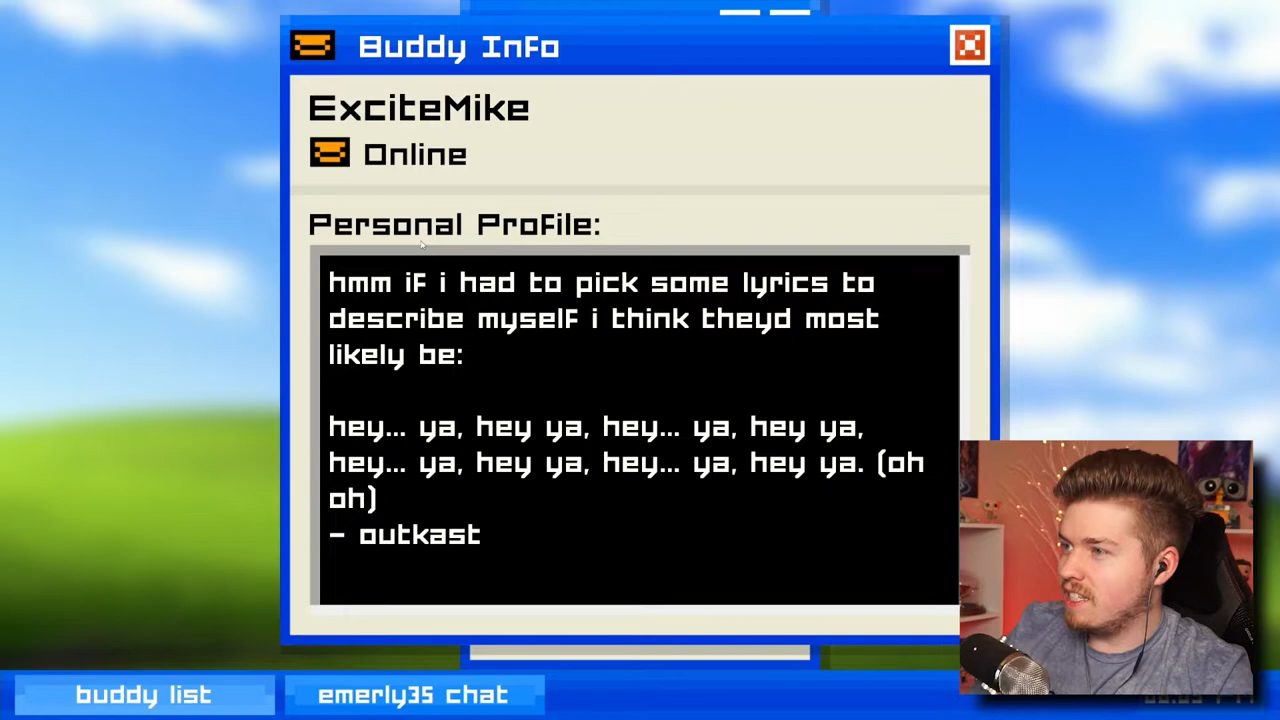 Buddy Info
ExciteMike
Online
Personal Profile:
hmm if i had to pick some lyrics to
describe myself i think theyd most
likely be:
hey... ya, hey ya, hey... ya, hey ya,
hey... ya, hey ya, hey... ya, hey ya. (oh
oh)
- outkast
buddy list
emerly35 chat